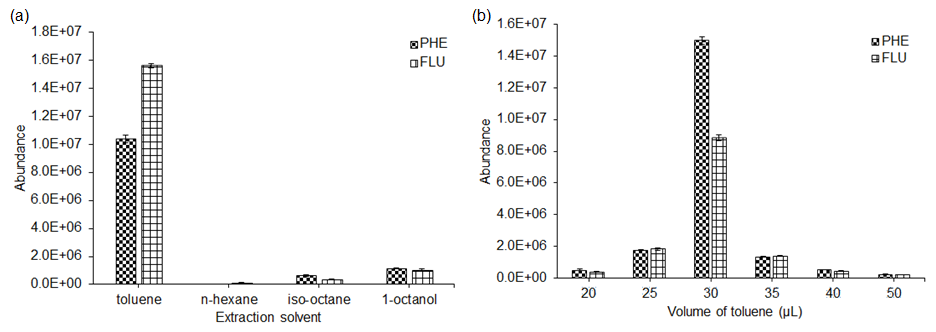 (a)
1.8E+07
1.6E+07
1.4E+07
1.2E+07
1.0E+07
8.0E+06
6.0E+06
4.0E+06
2.0E+06
0.0E+00
Abundance
PHE
FLU
toluene n-hexane iso-octane 1-octanol
Extraction solvent
(b)
1.6E+07
1.4E+07
1.2E+07
1.0E+07
8.0E+06
6.0E+06
4.0E+06
2.0E+06
0.0E+00
Abundance
PHE
FLU
20 25 30 35 40 50
Volume of toluene (µL)